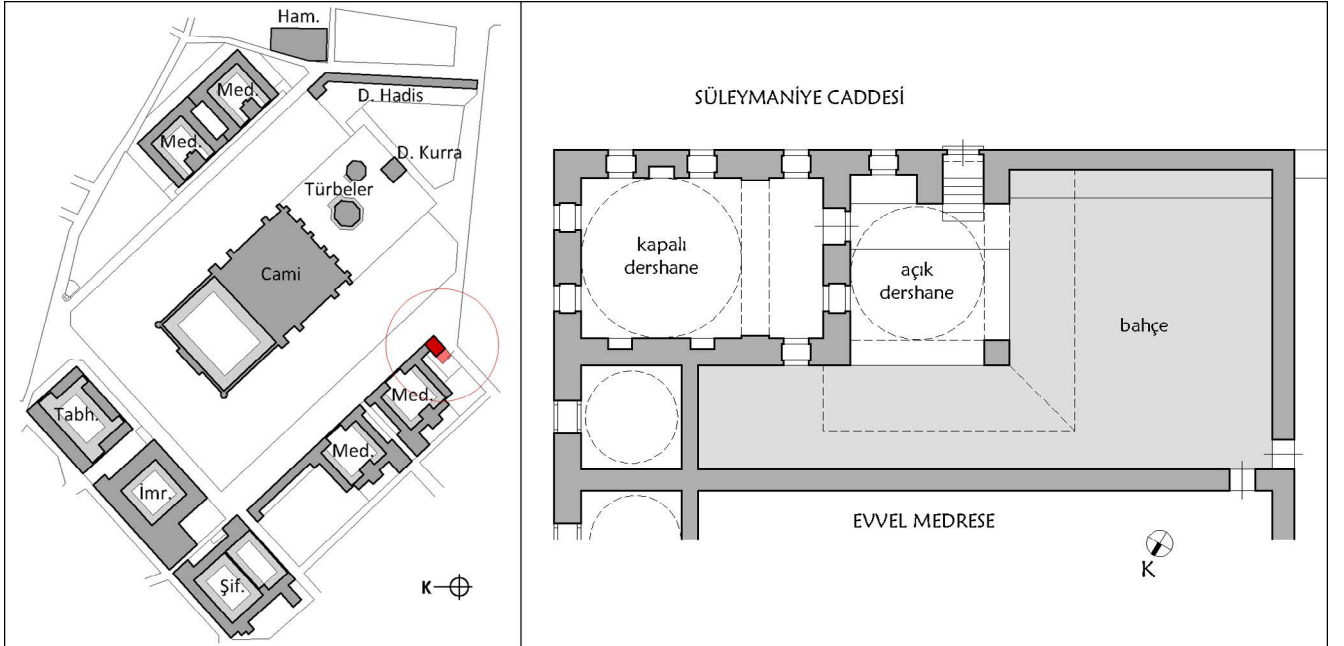 Ham.
Med.
D. Hadis
Med.
D. Kurra
Türbeler
Cami
Med.
Tabh.
Med.
İmr.
Şif.
K
SÜLEYMANİYE CADDESİ
kapalı
dershane
açık
dershane
bahçe
EVVEL MEDRESE
K